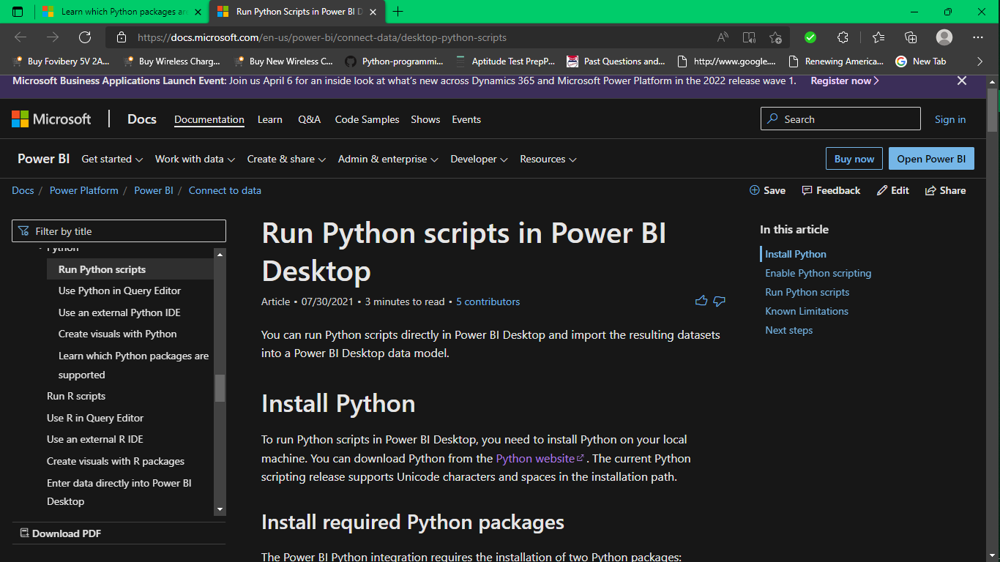 Learn which Python packages are
Run Python Scripts in Power BI D
https://docs.microsoft.com/en-us/power-bi/connect-data/desktop-python-scripts
Buy Fovibery 5V 2A...
Buy Wireless Charg...
Buy New Wireless C...
Python-programmi...
Aptitude Test PrepP...
Past Questions and...
http://www.google....
Renewing America...
New Tab
Microsoft Business Applications Launch Event: Join us April 6 for an inside look at what's new across Dynamics 365 and Microsoft Power Platform in the 2022 release wave 1. Register now
Microsoft Docs Documentation Learn Q&A Code Samples Shows Events Search Sign in
Power BI Get started Work with data Create & share Admin & enterprise Developer Resources Buy now Open Power BI
Docs / Power Platform / Power BI / Connect to data
Save Feedback Edit Share
Filter by title
Python
Run Python scripts
Use Python in Query Editor
Use an external Python IDE
Create visuals with Python
Learn which Python packages are
supported
Run R scripts
Use R in Query Editor
Use an external R IDE
Create visuals with R packages
Enter data directly into Power BI
Desktop
Download PDF
Run Python scripts in Power BI
Desktop
Article • 07/30/2021 • 3 minutes to read • 5 contributors
You can run Python scripts directly in Power BI Desktop and import the resulting datasets
into a Power BI Desktop data model.
Install Python
To run Python scripts in Power BI Desktop, you need to install Python on your local
machine. You can download Python from the Python website. The current Python
scripting release supports Unicode characters and spaces in the installation path.
Install required Python packages
The Power BI Python integration requires the installation of two Python packages:
In this article
Install Python
Enable Python scripting
Run Python scripts
Known Limitations
Next steps